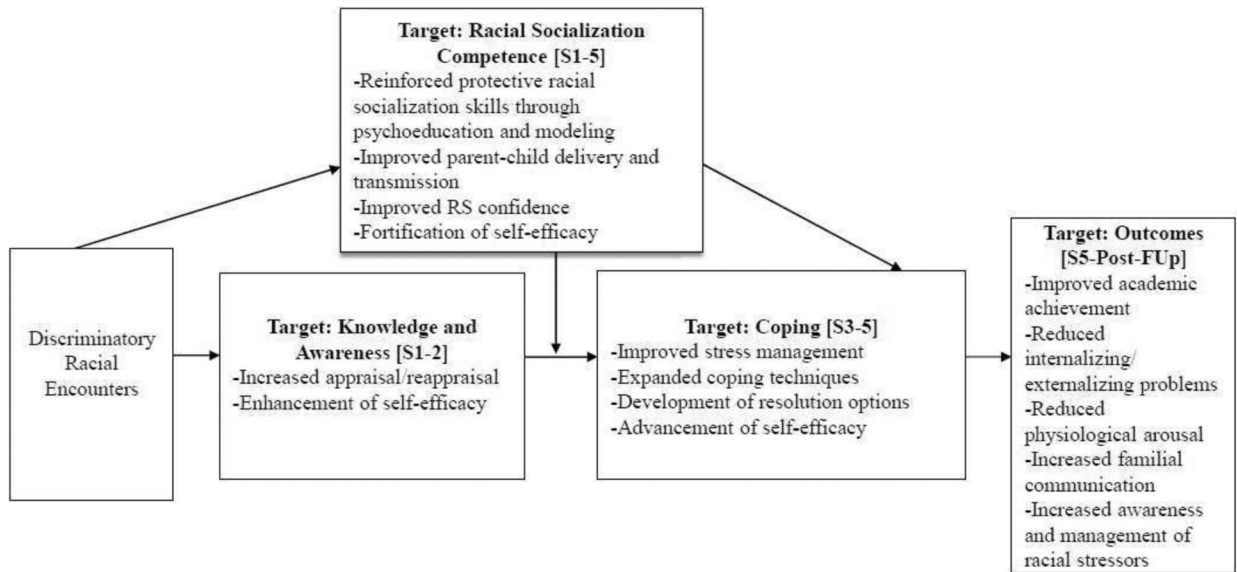 Target: Racial Socialization
Competence [S1-5]
-Reinforced protective racial
socialization skills through
psychoeducation and modeling
-Improved parent-child delivery and
transmission
-Improved RS confidence
-Fortification of self-efficacy
Discriminatory
Racial
Encounters
Target: Knowledge and
Awareness [S1-2]
-Increased appraisal/reappraisal
-Enhancement of self-efficacy
Target: Coping [S3-5]
-Improved stress management
-Expanded coping techniques
-Development of resolution options
-Advancement of self-efficacy
Target: Outcomes
[S5-Post-FUp]
-Improved academic
achievement
-Reduced
internalizing/
externalizing problems
-Reduced
physiological arousal
-Increased familial
communication
-Increased awareness
and management of
racial stressors